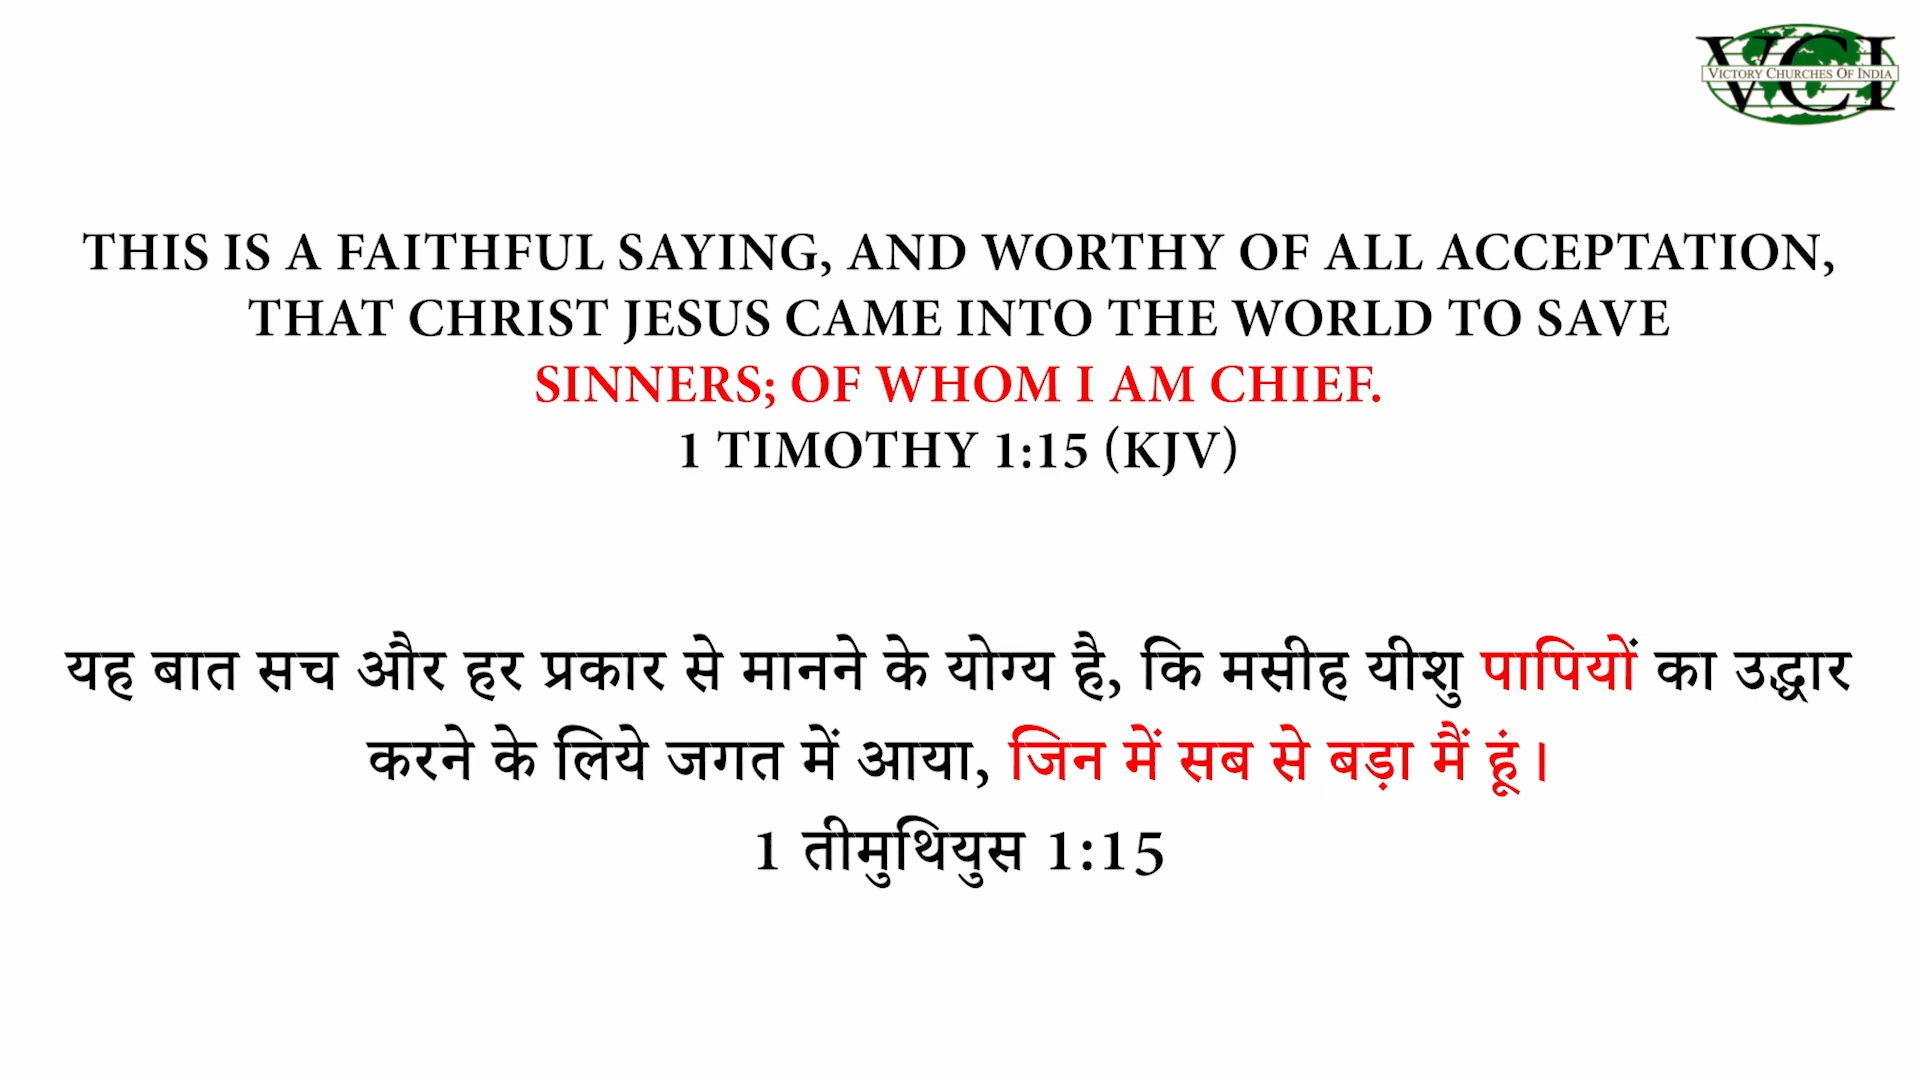 VCI
VICTORY CHURCHES OF INDIA
THIS IS A FAITHFUL SAYING, AND WORTHY OF ALL ACCEPTATION,
THAT CHRIST JESUS CAME INTO THE WORLD TO SAVE
SINNERS; OF WHOM I AM CHIEF.
1 TIMOTHY 1:15 (KJV)
यह बात सच और हर प्रकार से मानने के योग्य है, कि मसीह यीशु पापियों का उद्धार
करने के लिये जगत में आया, जिन में सब से बड़ा मैं हूं।
1 तीमुथियुस 1:15